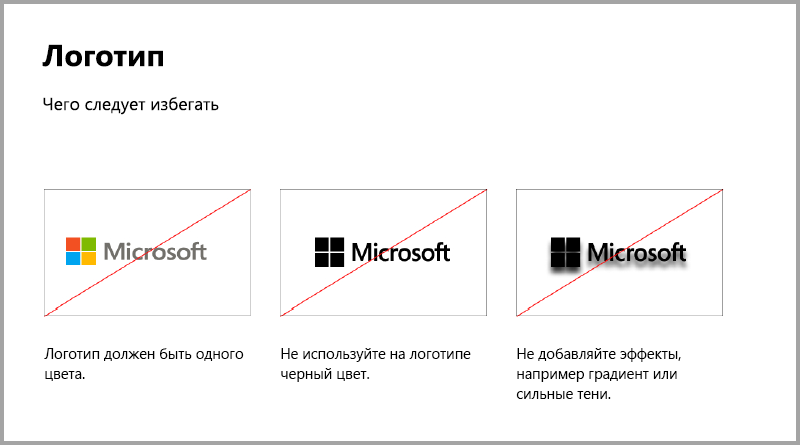 Логотип
Чего следует избегать
Microsoft
Microsoft
Microsoft
Логотип должен быть одного
цвета.
Не используйте на логотипе
черный цвет.
Не добавляйте эффекты,
например градиент или
сильные тени.